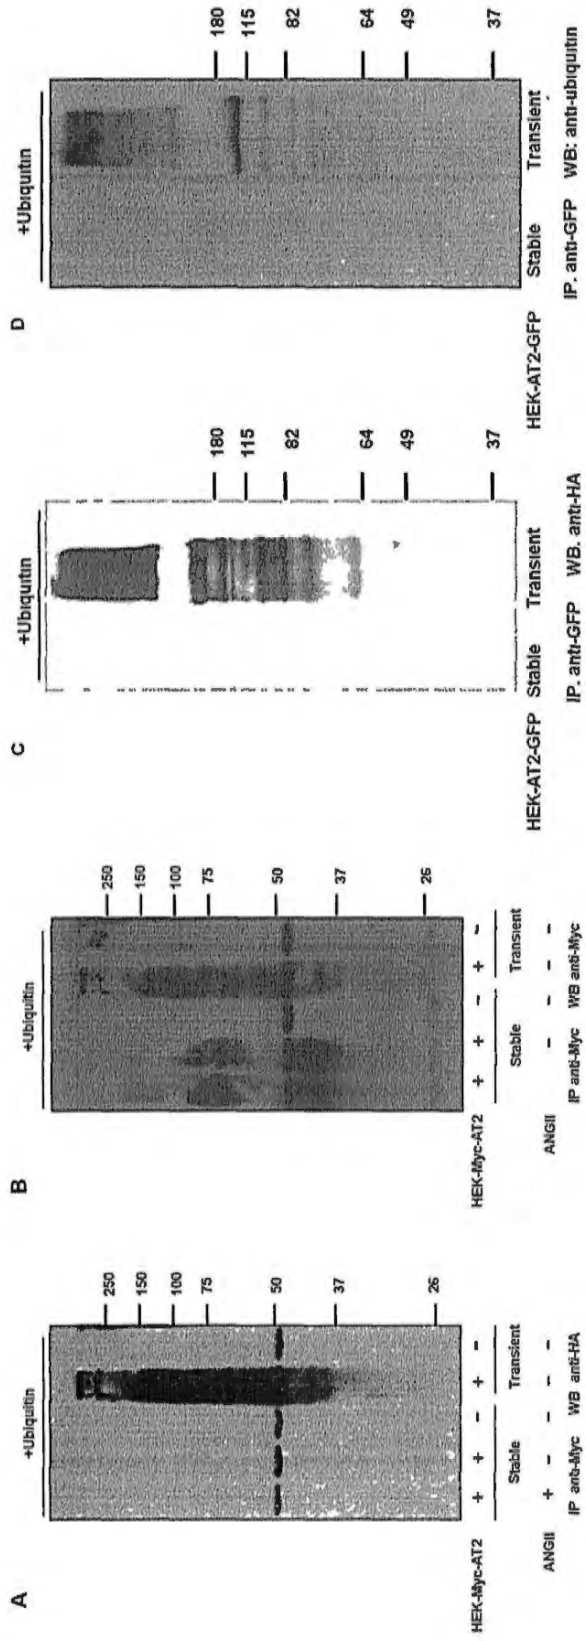 A
+Ubiquitin
250
150
100
75
50
37
26
HEK-Myc-AT2 + + - + -
Stable Transient
ANGII + - - - -
IP anti-Myc WB anti-HA
B
+Ubiquitin
250
150
100
75
50
37
26
HEK-Myc-AT2 + + - + -
Stable Transient
ANGII - - - -
IP anti-Myc WB anti-Myc
C
+Ubiquitin
180
115
82
64
49
37
Stable Transient
HEK-AT2-GFP
IP. anti-GFP WB. anti-HA
D
+Ubiquitin
180
115
82
64
49
37
Stable Transient
HEK-AT2-GFP
IP. anti-GFP WB: anti-ubiquitin